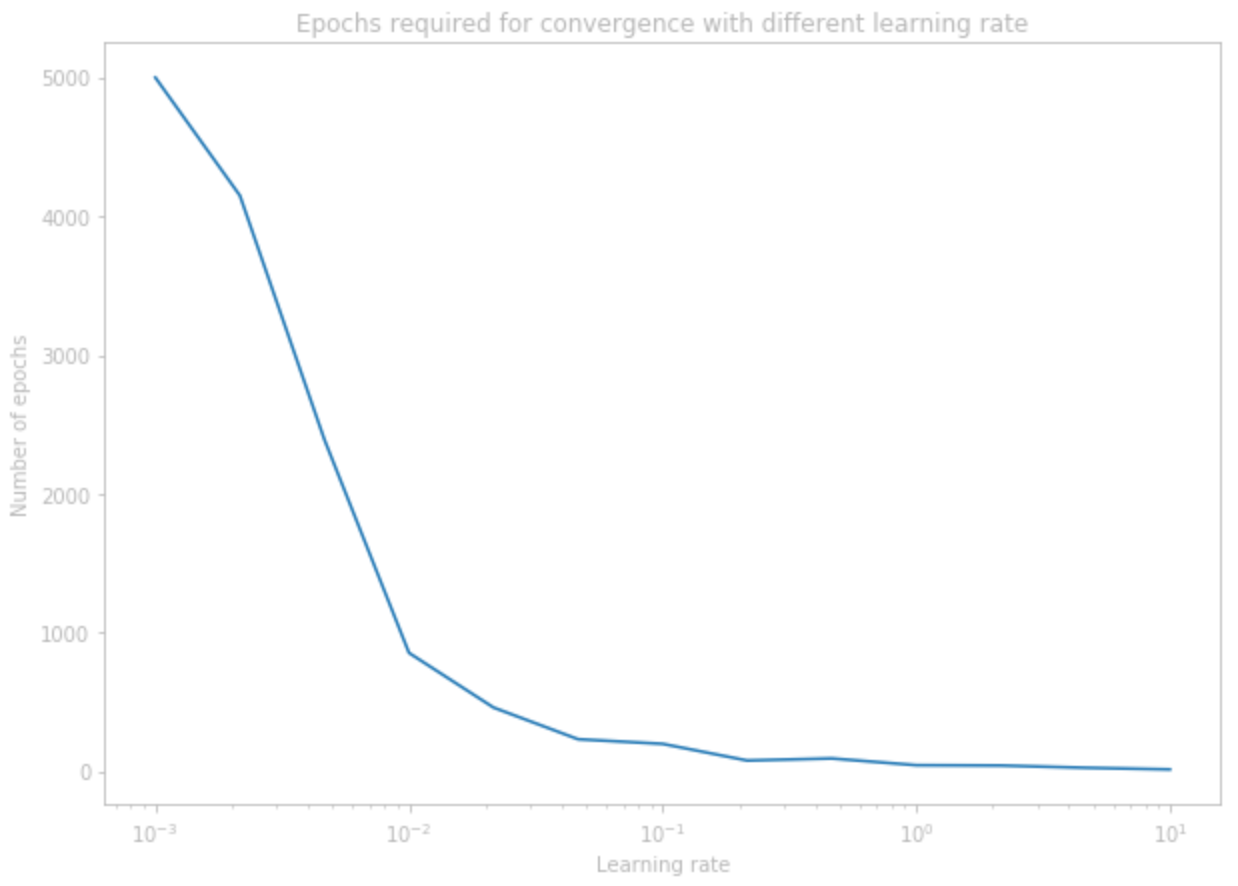 Epochs required for convergence with different learning rate
5000
4000
3000
2000
1000
0
Number of epochs
10⁻³ 10⁻² 10⁻¹ 10⁰ 10¹
Learning rate